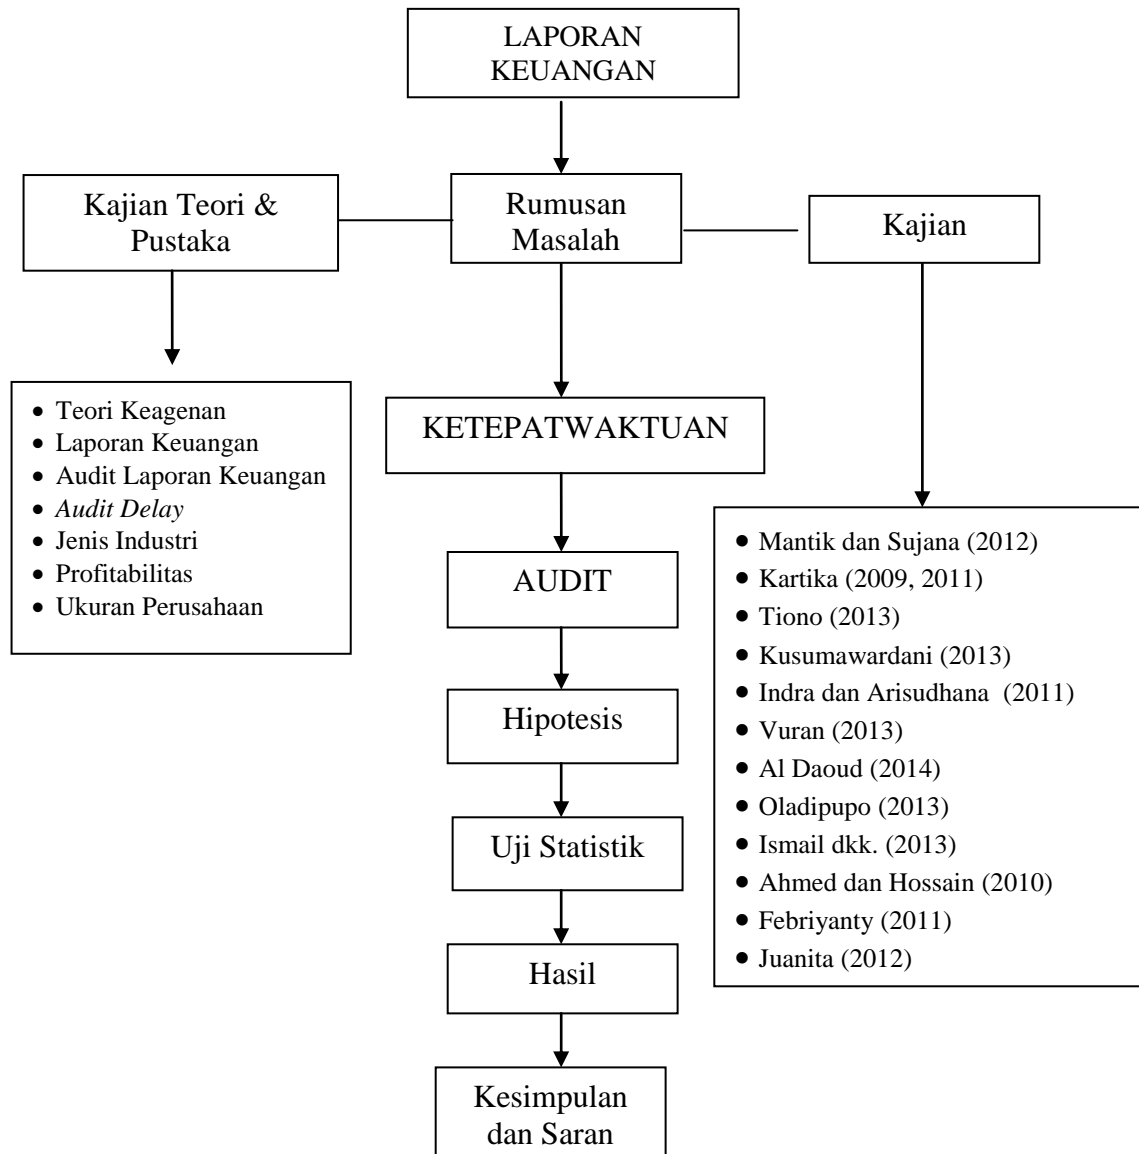 LAPORAN
KEUANGAN
Kajian Teori &
Pustaka
Rumusan
Masalah
Kajian
• Teori Keagenan
• Laporan Keuangan
• Audit Laporan Keuangan
• Audit Delay
• Jenis Industri
• Profitabilitas
• Ukuran Perusahaan
KETEPATWAKTUAN
AUDIT
Hipotesis
Uji Statistik
Hasil
Kesimpulan
dan Saran
• Mantik dan Sujana (2012)
• Kartika (2009, 2011)
• Tiono (2013)
• Kusumawardani (2013)
• Indra dan Arisudhana  (2011)
• Vuran (2013)
• Al Daoud (2014)
• Oladipupo (2013)
• Ismail dkk. (2013)
• Ahmed dan Hossain (2010)
• Febriyanty (2011)
• Juanita (2012)